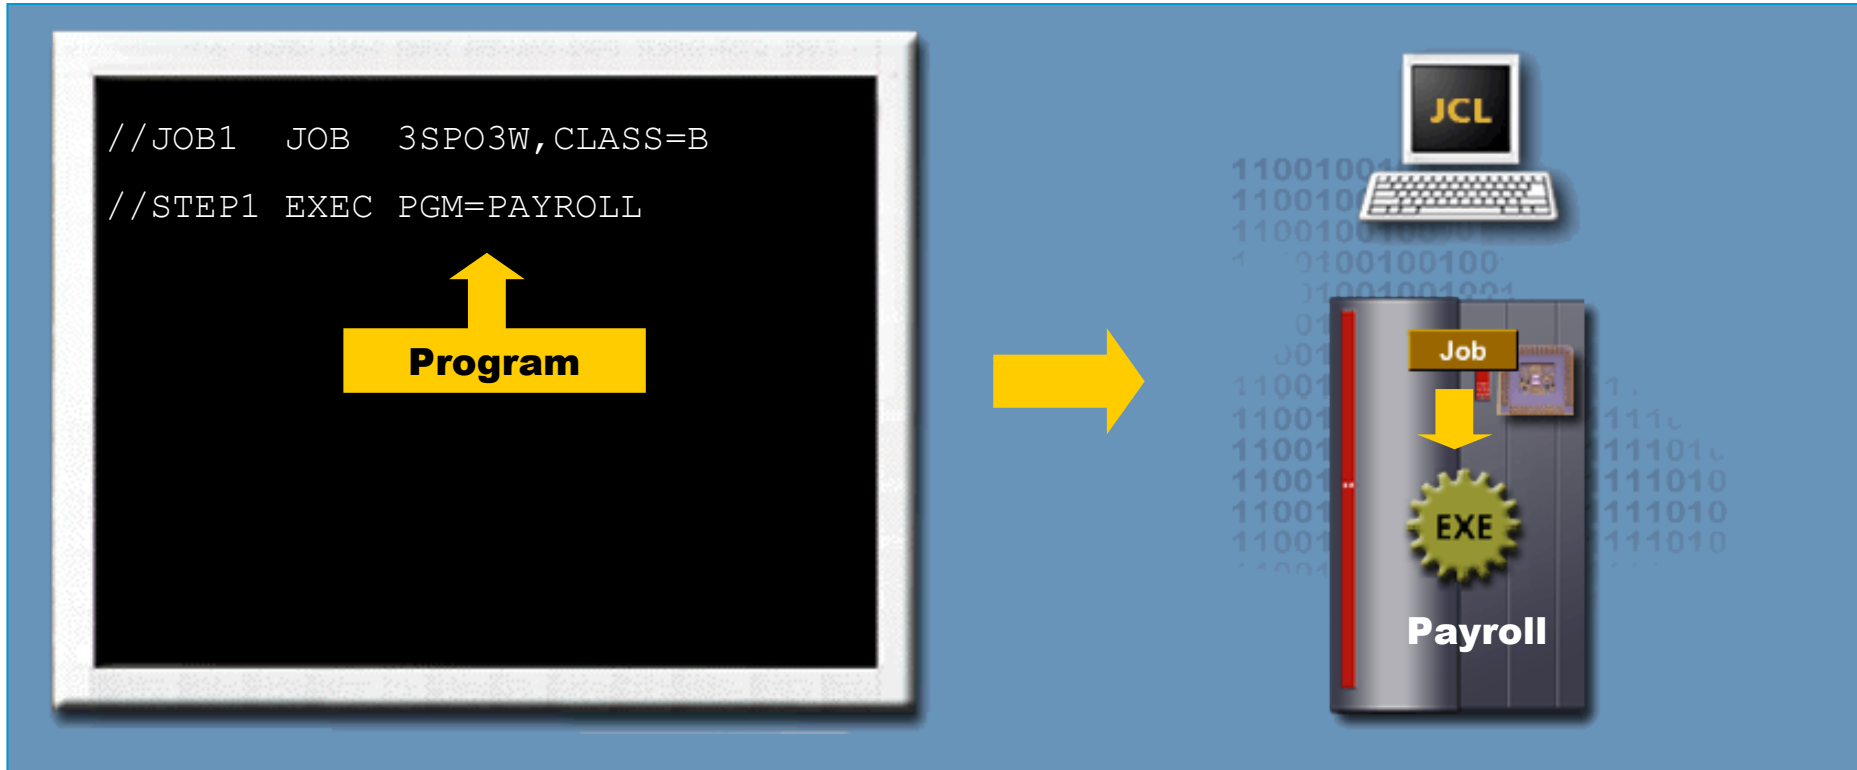 //JOB1 JOB 3SPO3W,CLASS=B
//STEP1 EXEC PGM=PAYROLL
Program
JCL
Job
EXE
Payroll